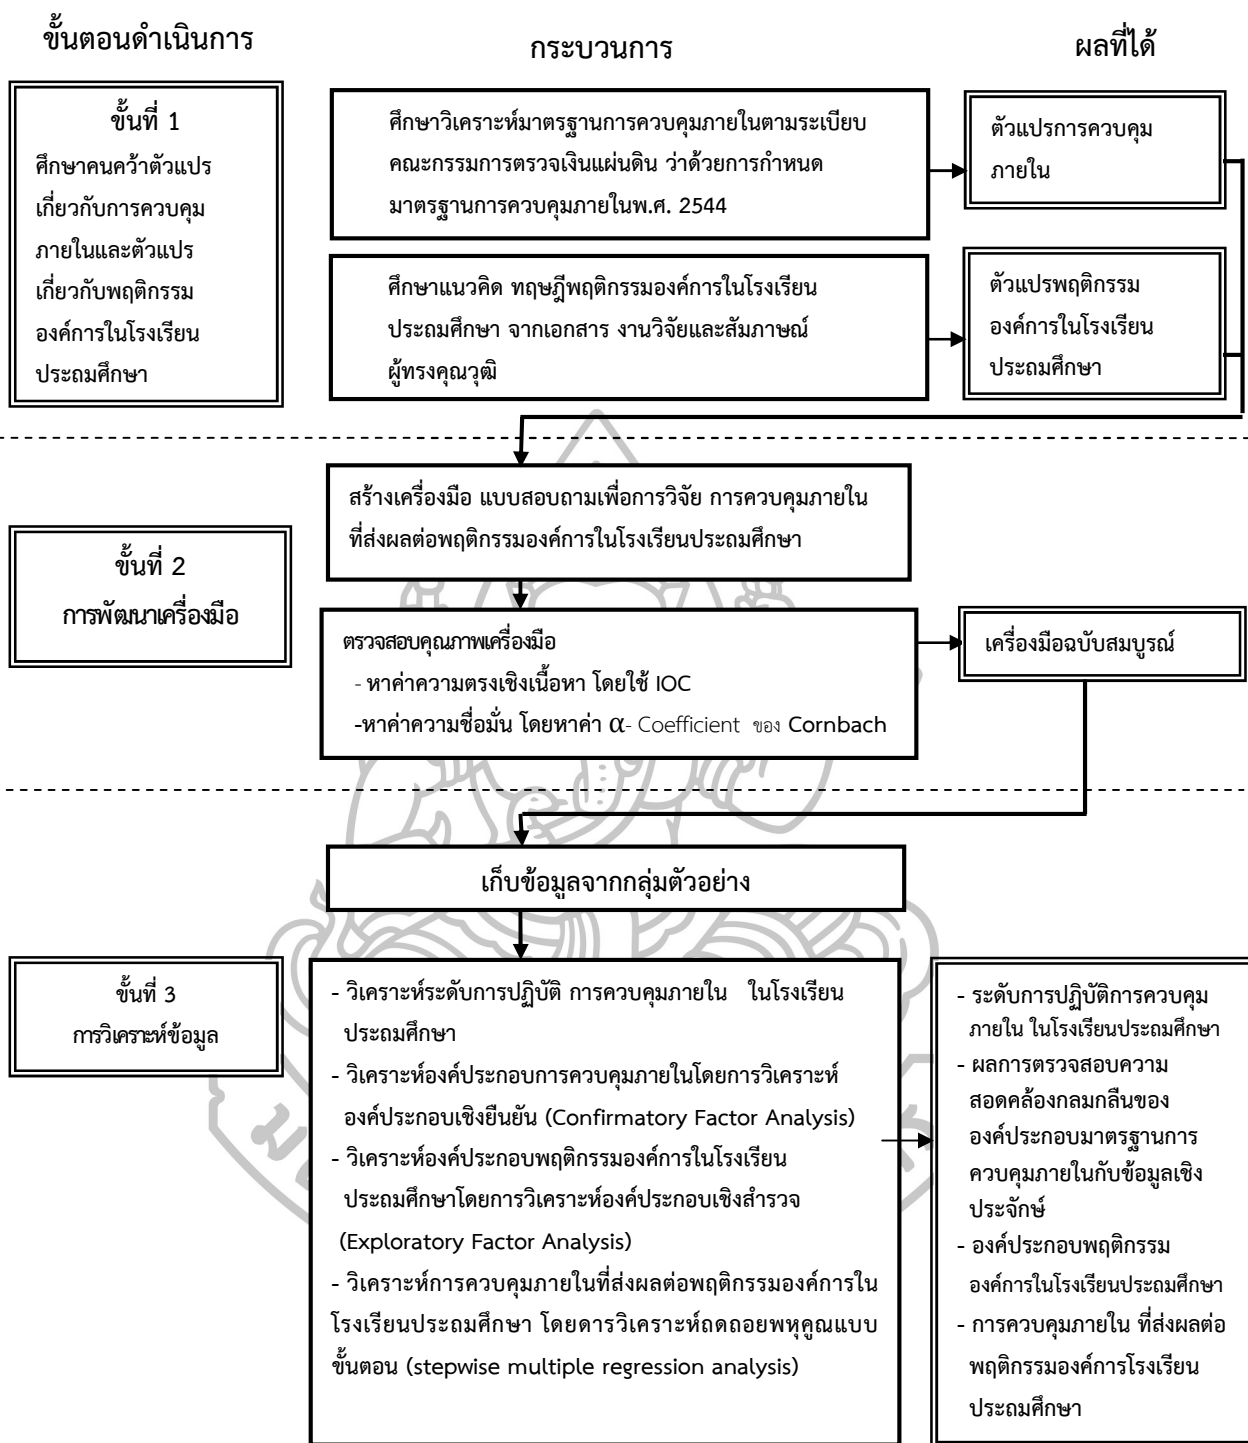 ขั้นตอนดำเนินการ
กระบวนการ
ผลที่ได้
ขั้นที่ 1
ศึกษาคนคว้าตัวแปร
เกี่ยวกับการควบคุม
ภายในและตัวแปร
เกี่ยวกับพฤติกรรม
องค์การในโรงเรียน
ประถมศึกษา
ศึกษาวิเคราะห์มาตรฐานการควบคุมภายในตามระเบียบ
คณะกรรมการตรวจเงินแผ่นดิน ว่าด้วยการกำหนด
มาตรฐานการควบคุมภายในพ.ศ. 2544
ตัวแปรการควบคุม
ภายใน
ศึกษาแนวคิด ทฤษฎีพฤติกรรมองค์การในโรงเรียน
ประถมศึกษา จากเอกสาร งานวิจัยและสัมภาษณ์
ผู้ทรงคุณวุฒิ
ตัวแปรพฤติกรรม
องค์การในโรงเรียน
ประถมศึกษา
สร้างเครื่องมือ แบบสอบถามเพื่อการวิจัย การควบคุมภายใน
ที่ส่งผลต่อพฤติกรรมองค์การในโรงเรียนประถมศึกษา
ขั้นที่ 2
การพัฒนาเครื่องมือ
ตรวจสอบคุณภาพเครื่องมือ
- หาค่าความตรงเชิงเนื้อหา โดยใช้ IOC
-หาค่าความชื่อมั่น โดยหาค่า α- Coefficient ของ Cornbach
เครื่องมือฉบับสมบูรณ์
เก็บข้อมูลจากกลุ่มตัวอย่าง
ขั้นที่ 3
การวิเคราะห์ข้อมูล
- วิเคราะห์ระดับการปฏิบัติ การควบคุมภายใน ในโรงเรียน
ประถมศึกษา
- วิเคราะห์องค์ประกอบการควบคุมภายในโดยการวิเคราะห์
องค์ประกอบเชิงยืนยัน (Confirmatory Factor Analysis)
- วิเคราะห์องค์ประกอบพฤติกรรมองค์การในโรงเรียน
ประถมศึกษาโดยการวิเคราะห์องค์ประกอบเชิงสำรวจ
(Exploratory Factor Analysis)
- วิเคราะห์การควบคุมภายในที่ส่งผลต่อพฤติกรรมองค์การใน
โรงเรียนประถมศึกษา โดยดารวิเคราะห์ถดถอยพหุคูณแบบ
ขั้นตอน (stepwise multiple regression analysis)
- ระดับการปฏิบัติการควบคุม
ภายใน ในโรงเรียนประถมศึกษา
- ผลการตรวจสอบความ
สอดคล้องกลมกลืนของ
องค์ประกอบมาตรฐานการ
ควบคุมภายในกับข้อมูลเชิง
ประจักษ์
- องค์ประกอบพฤติกรรม
องค์การในโรงเรียนประถมศึกษา
- การควบคุมภายใน ที่ส่งผลต่อ
พฤติกรรมองค์การโรงเรียน
ประถมศึกษา